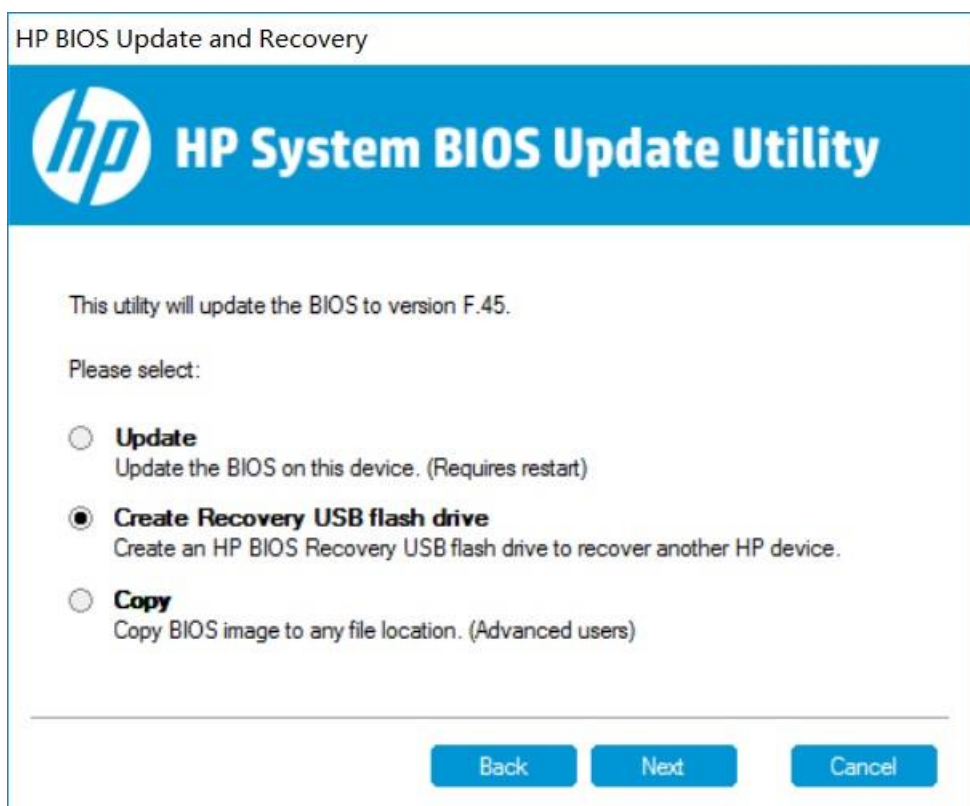 HP BIOS Update and Recovery
hp HP System BIOS Update Utility
This utility will update the BIOS to version F.45.
Please select:
Update
Update the BIOS on this device. (Requires restart)
Create Recovery USB flash drive
Create an HP BIOS Recovery USB flash drive to recover another HP device.
Copy
Copy BIOS image to any file location. (Advanced users)
Back Next Cancel